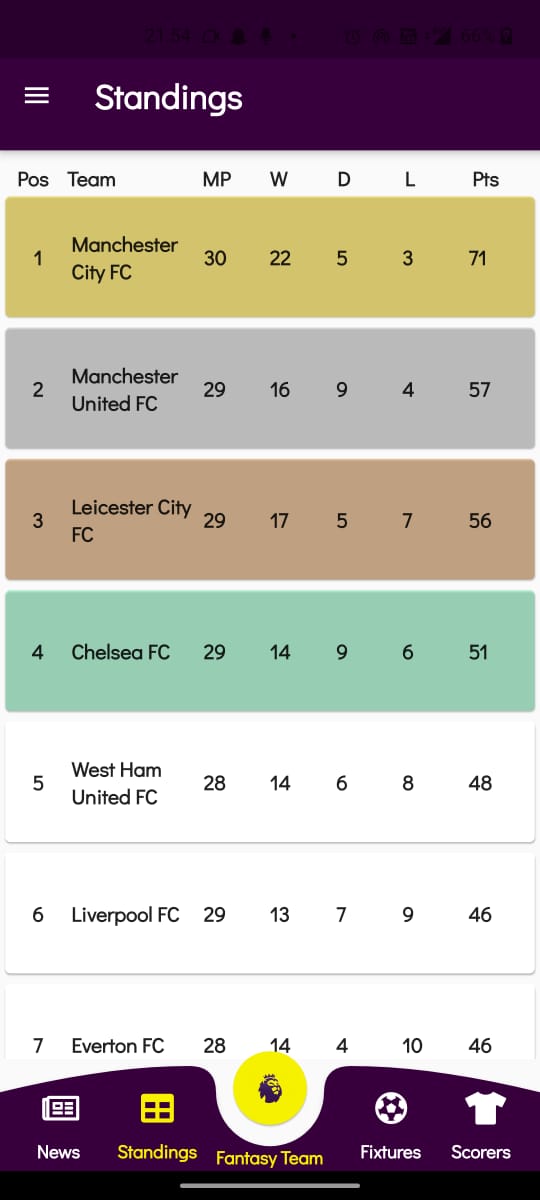 21:54 66%
Standings
Pos Team MP W D L Pts
1 Manchester City FC 30 22 5 3 71
2 Manchester United FC 29 16 9 4 57
3 Leicester City FC 29 17 5 7 56
4 Chelsea FC 29 14 9 6 51
5 West Ham United FC 28 14 6 8 48
6 Liverpool FC 29 13 7 9 46
7 Everton FC 28 14 4 10 46
News Standings Fantasy Team Fixtures Scorers